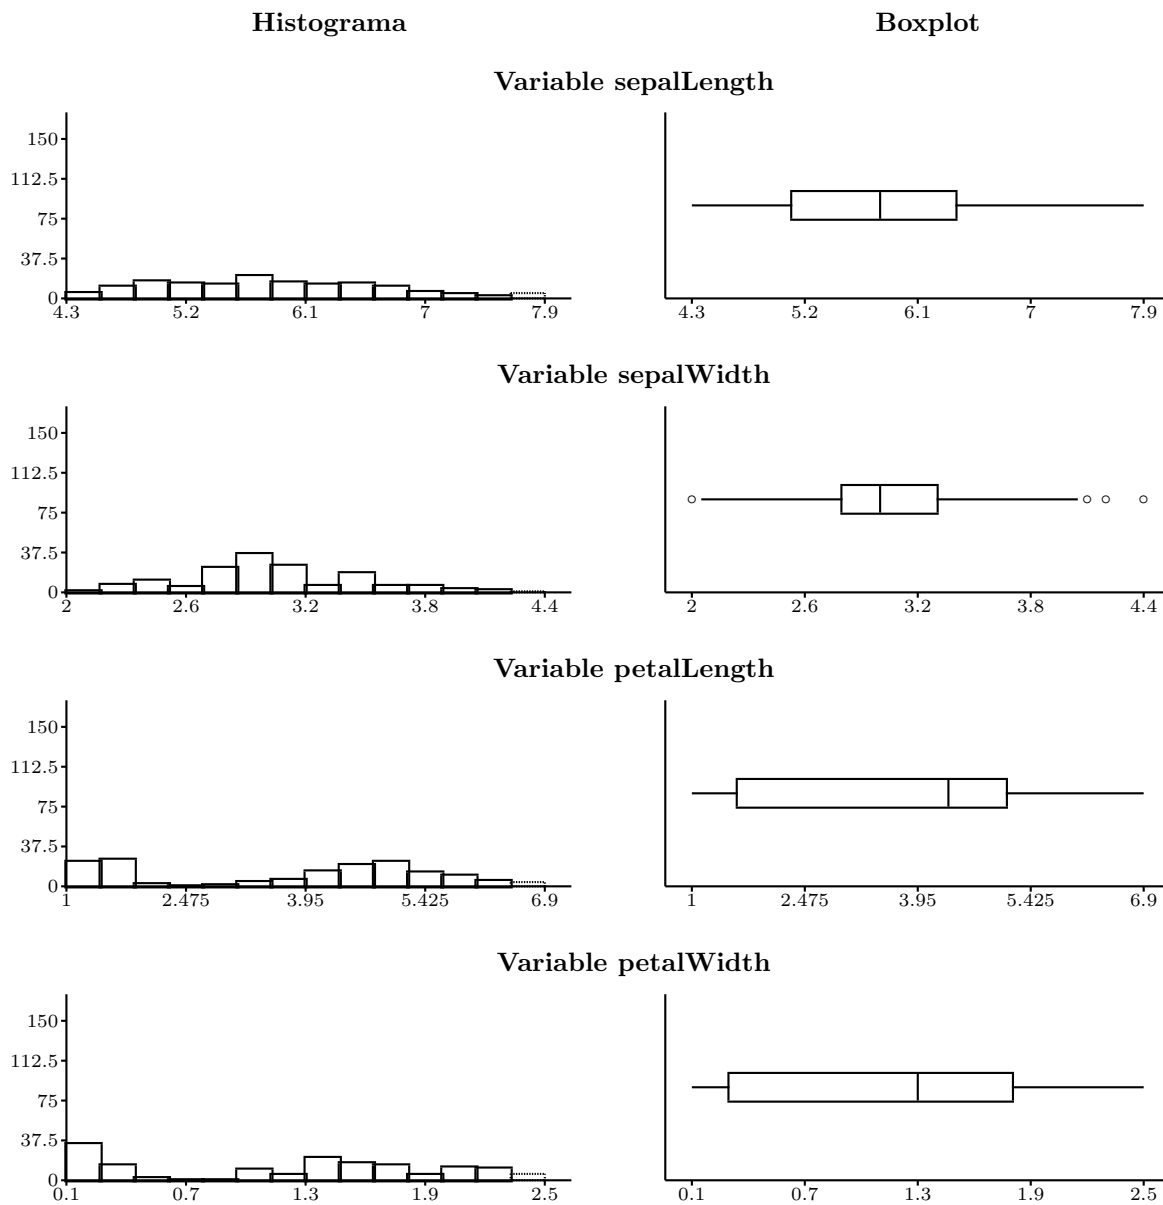 Histograma Boxplot
Variable sepalLength
150
112.5
75
37.5
0
4.3 5.2 6.1 7 7.9 4.3 5.2 6.1 7 7.9
Variable sepalWidth
150
112.5
75
37.5
0
2 2.6 3.2 3.8 4.4 2 2.6 3.2 3.8 4.4
Variable petalLength
150
112.5
75
37.5
0
1 2.475 3.95 5.425 6.9 1 2.475 3.95 5.425 6.9
Variable petalWidth
150
112.5
75
37.5
0
0.1 0.7 1.3 1.9 2.5 0.1 0.7 1.3 1.9 2.5